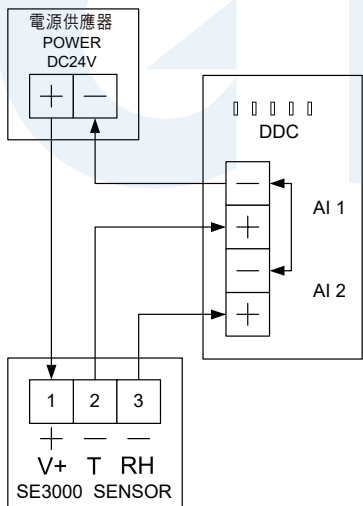 電源供應器
POWER
DC24V
+ −
DDC
−
+
−
+
AI 1
AI 2
1 2 3
+ − −
V+ T RH
SE3000 SENSOR